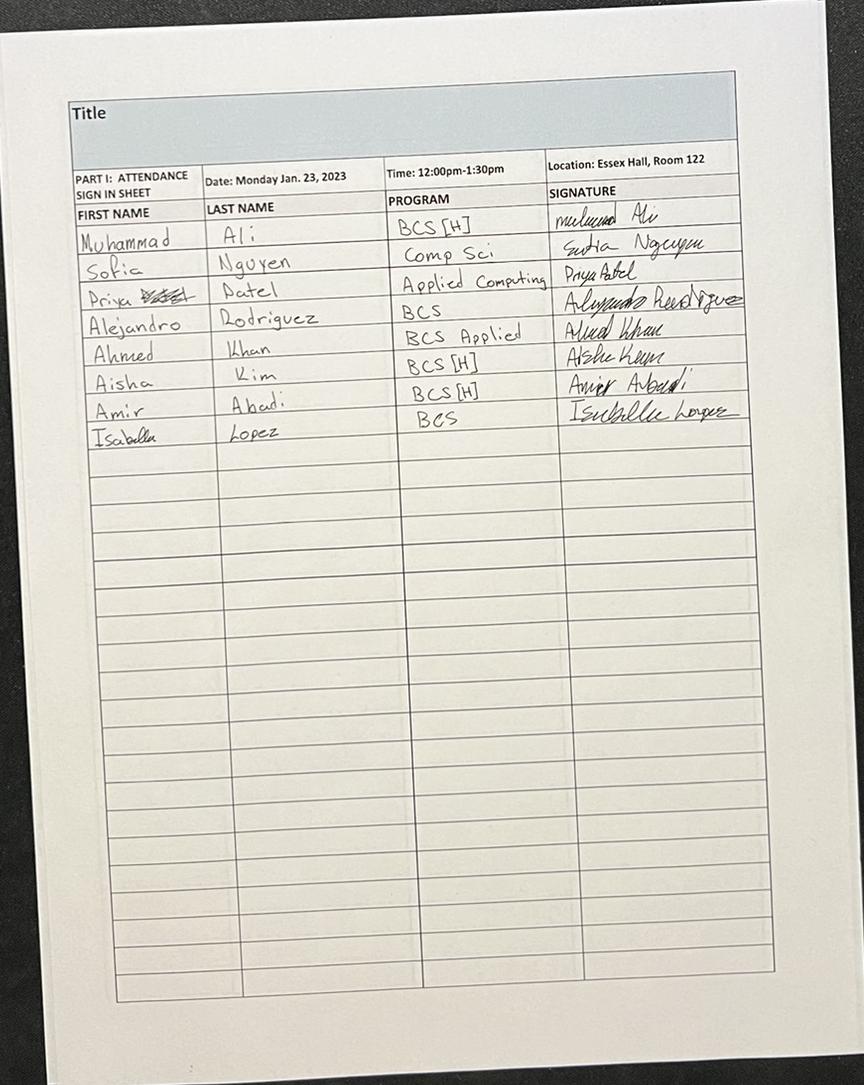 Title
PART I: ATTENDANCE SIGN IN SHEET Date: Monday Jan. 23, 2023 Time: 12:00pm-1:30pm Location: Essex Hall, Room 122
FIRST NAME LAST NAME PROGRAM SIGNATURE
Muhammad Ali BCS [H] Ali
Sofia Nguyen Comp Sci Sofia Nguyen
Priya Patel Applied Computing Priya Patel
Alejandro Rodriguez BCS Alejandro Rodriguez
Ahmed Khan BCS Applied Ahmed Khan
Aisha Kim BCS [H] Aisha Kim
Amir Abadi BCS [H] Amir Abadi
Isabella Lopez BCS Isabella Lopez